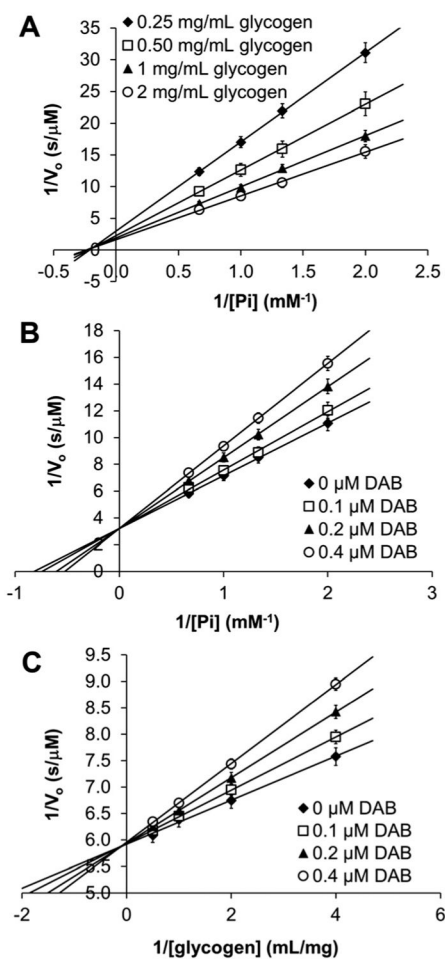 A
0.25 mg/mL glycogen
0.50 mg/mL glycogen
1 mg/mL glycogen
2 mg/mL glycogen
35
30
25
20
15
10
5
0
-5
-0.5 0.0 0.5 1.0 1.5 2.0 2.5
1/Vo (s/µM)
1/[Pi] (mM-1)
B
18
16
14
12
10
8
6
4
2
0
-1 0 1 2 3
1/Vo (s/µM)
0 µM DAB
0.1 µM DAB
0.2 µM DAB
0.4 µM DAB
1/[Pi] (mM-1)
C
9.5
9.0
8.5
8.0
7.5
7.0
6.5
6.0
5.5
5.0
-2 0 2 4 6
1/Vo (s/µM)
0 µM DAB
0.1 µM DAB
0.2 µM DAB
0.4 µM DAB
1/[glycogen] (mL/mg)